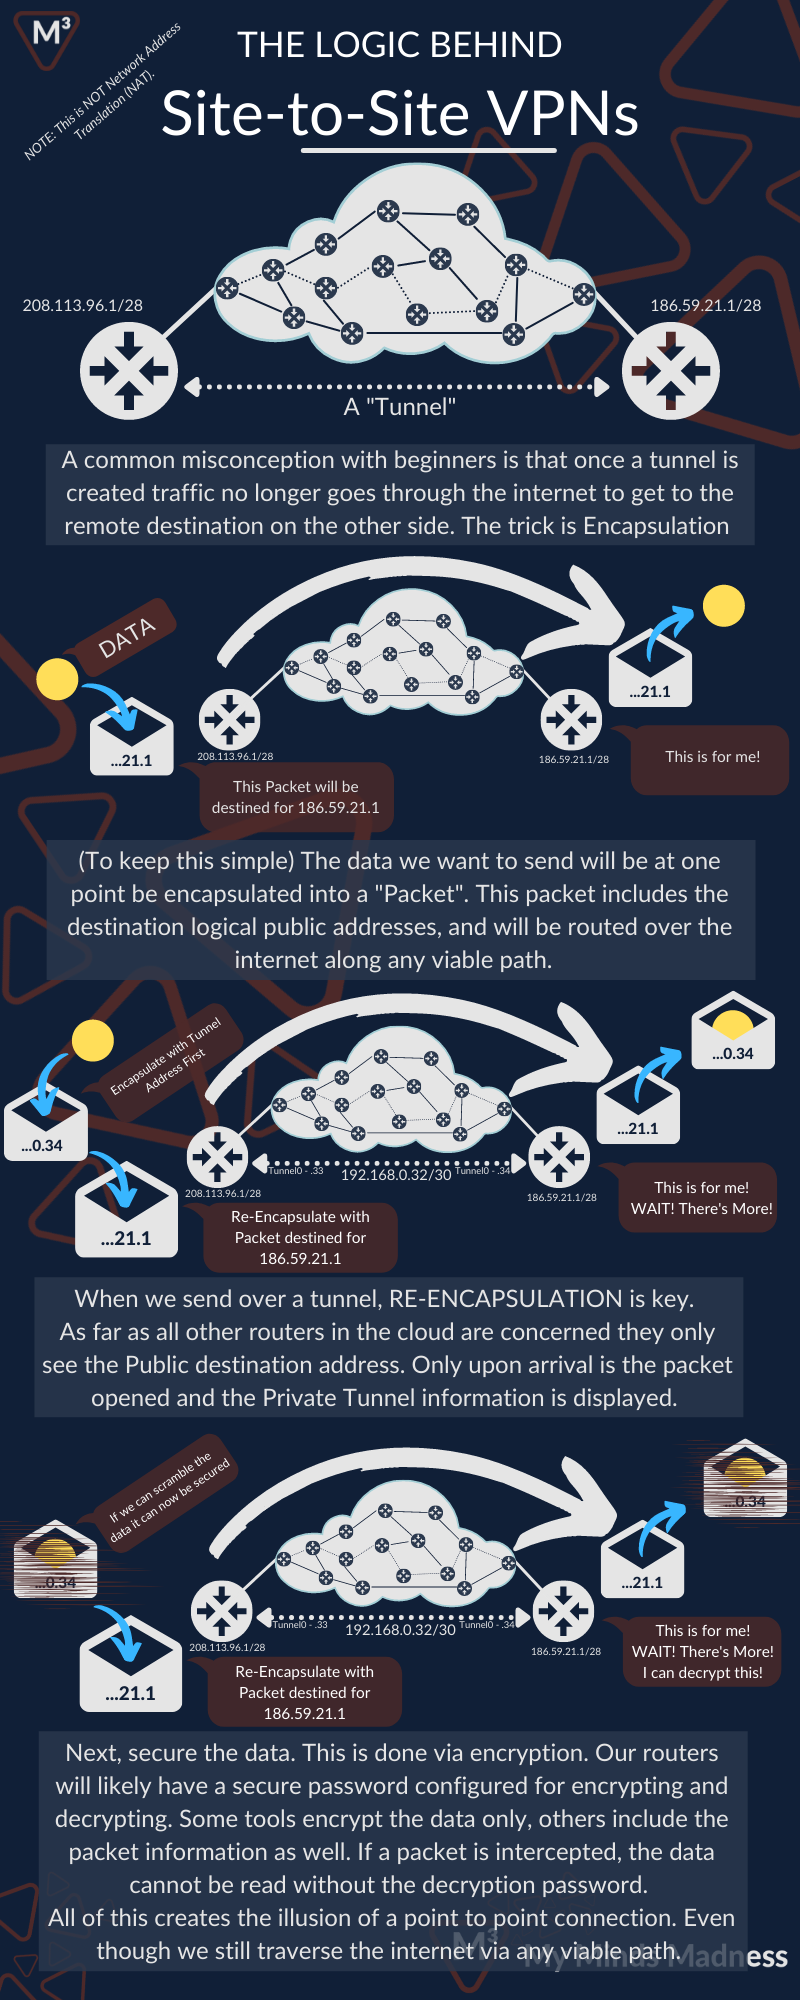 M³
NOTE: This is NOT Network Address
Translation (NAT).
THE LOGIC BEHIND
Site-to-Site VPNs
208.113.96.1/28
186.59.21.1/28
A "Tunnel"
A common misconception with beginners is that once a tunnel is
created traffic no longer goes through the internet to get to the
remote destination on the other side. The trick is Encapsulation
DATA
...21.1
...21.1
208.113.96.1/28
186.59.21.1/28
This Packet will be
destined for 186.59.21.1
This is for me!
(To keep this simple) The data we want to send will be at one
point be encapsulated into a "Packet". This packet includes the
destination logical public addresses, and will be routed over the
internet along any viable path.
Encapsulate with Tunnel
Address First
...0.34
...0.34
...21.1
...21.1
Tunnel0 - .33
192.168.0.32/30
Tunnel0 - .34
208.113.96.1/28
186.59.21.1/28
Re-Encapsulate with
Packet destined for
186.59.21.1
This is for me!
WAIT! There's More!
When we send over a tunnel, RE-ENCAPSULATION is key.
As far as all other routers in the cloud are concerned they only
see the Public destination address. Only upon arrival is the packet
opened and the Private Tunnel information is displayed.
If we can scramble the
data it can now be secured
...0.34
...0.34
...21.1
...21.1
Tunnel0 - .33
192.168.0.32/30
Tunnel0 - .34
208.113.96.1/28
186.59.21.1/28
Re-Encapsulate with
Packet destined for
186.59.21.1
This is for me!
WAIT! There's More!
I can decrypt this!
Next, secure the data. This is done via encryption. Our routers
will likely have a secure password configured for encrypting and
decrypting. Some tools encrypt the data only, others include the
packet information as well. If a packet is intercepted, the data
cannot be read without the decryption password.
All of this creates the illusion of a point to point connection. Even
though we still traverse the internet via any viable path.
M³
My Minds Madness